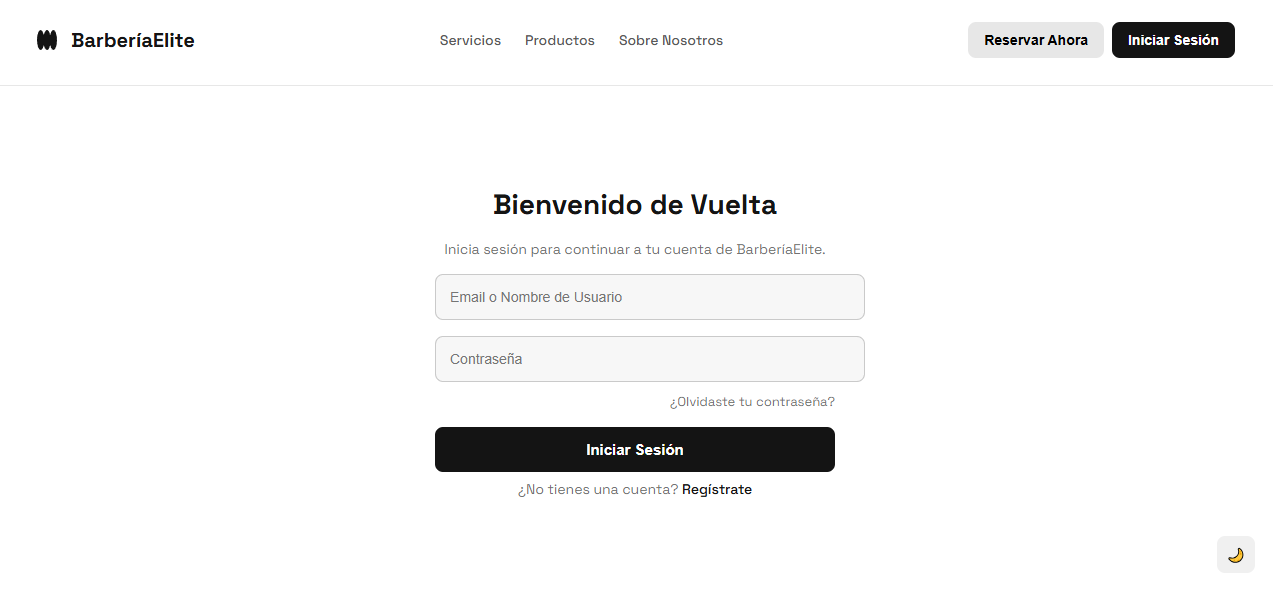 BarberíaElite
Servicios
Productos
Sobre Nosotros
Reservar Ahora
Iniciar Sesión
Bienvenido de Vuelta
Inicia sesión para continuar a tu cuenta de BarberíaElite.
Email o Nombre de Usuario
Contraseña
¿Olvidaste tu contraseña?
Iniciar Sesión
¿No tienes una cuenta? Regístrate